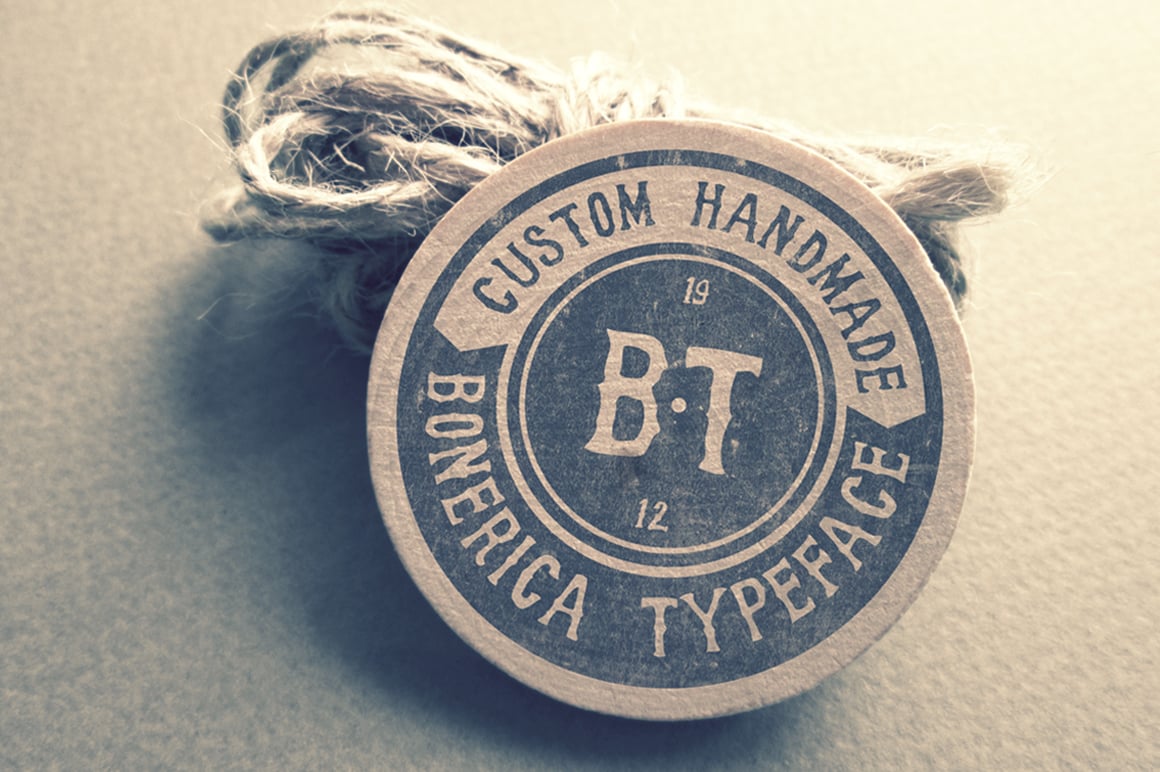 CUSTOM HANDMADE
19
B·T
12
BONERICA TYPEFACE